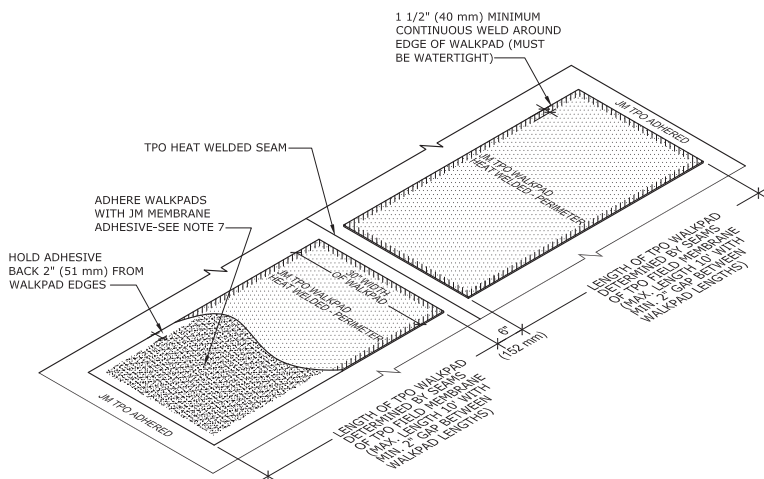 1 1/2" (40 mm) MINIMUM
CONTINUOUS WELD AROUND
EDGE OF WALKPAD (MUST
BE WATERTIGHT)
JM TPO ADHERED
TPO HEAT WELDED SEAM
JM TPO WALKPAD
HEAT WELDED- PERIMETER
ADHERE WALKPADS
WITH JM MEMBRANE
ADHESIVE-SEE NOTE 7
HOLD ADHESIVE
BACK 2" (51 mm) FROM
WALKPAD EDGES
30" WIDTH
OF WALKPAD
JM TPO WALKPAD
HEAT WELDED- PERIMETER
LENGTH OF TPO WALKPAD
DETERMINED BY SEAMS
OF TPO FIELD MEMBRANE
(MAX. LENGTH 10' WITH
MIN. 2" GAP BETWEEN
WALKPAD LENGTHS)
6"
(152 mm)
JM TPO ADHERED
LENGTH OF TPO WALKPAD
DETERMINED BY SEAMS
OF TPO FIELD MEMBRANE
(MAX. LENGTH 10' WITH
MIN. 2" GAP BETWEEN
WALKPAD LENGTHS)